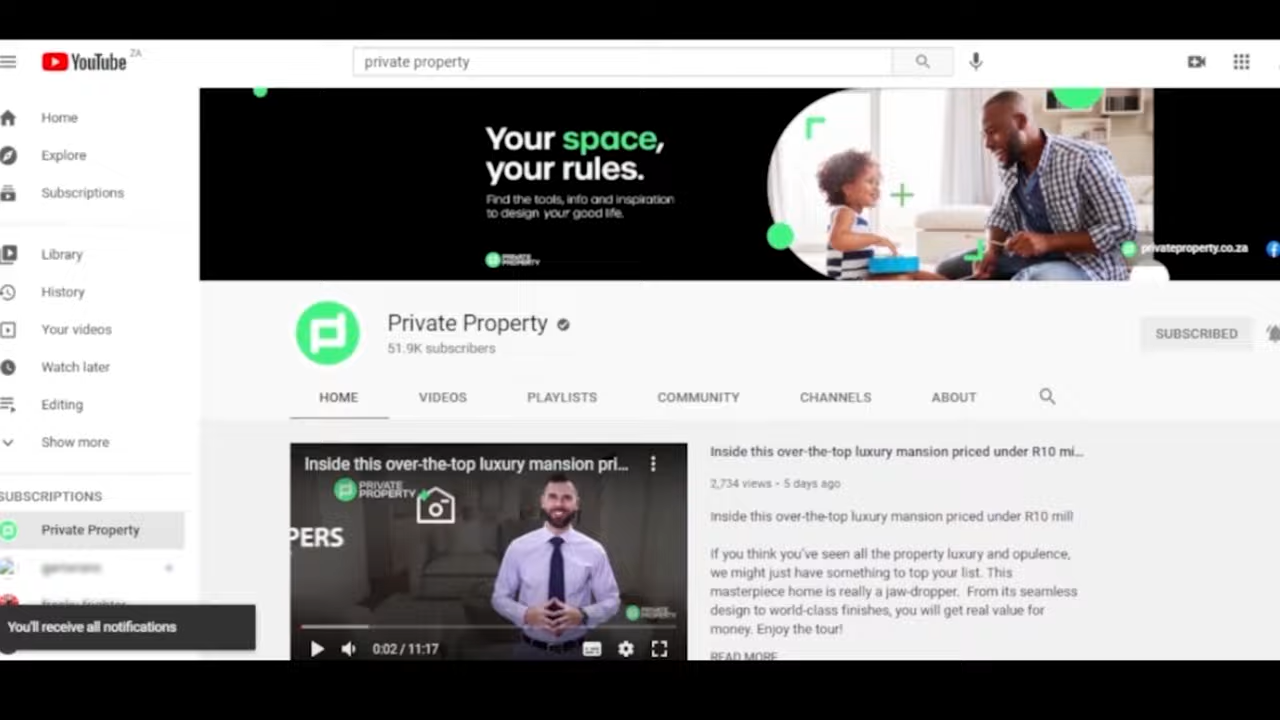 YouTube ZA
private property
Home
Explore
Subscriptions
Library
History
Your videos
Watch later
Editing
Show more
SUBSCRIPTIONS
Private Property
You'll receive all notifications
Your space,
your rules.
Find the tools, info and inspiration
to design your good life.
PRIVATE
PROPERTY
privateproperty.co.za
Private Property
51.9K subscribers
SUBSCRIBED
HOME
VIDEOS
PLAYLISTS
COMMUNITY
CHANNELS
ABOUT
Inside this over-the-top luxury mansion pri...
PRIVATE
PROPERTY
PERS
PRIVATE
PROPERTY
0:02 / 11:17
Inside this over-the-top luxury mansion priced under R10 mi...
2,734 views - 5 days ago
Inside this over-the-top luxury mansion priced under R10 mill
If you think you've seen all the property luxury and opulence,
we might just have something to top your list. This
masterpiece home is really a jaw-dropper. From its seamless
design to world-class finishes, you will get real value for
money. Enjoy the tour!
READ MORE